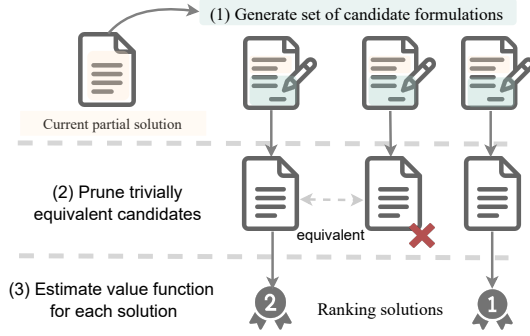 (1) Generate set of candidate formulations
Current partial solution
(2) Prune trivially
equivalent candidates
equivalent
(3) Estimate value function
for each solution
2
Ranking solutions
1